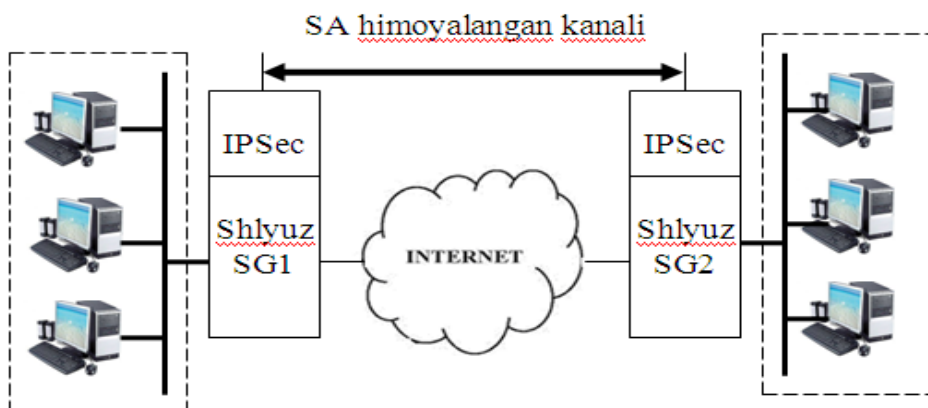 SA himoyalangan kanali
IPSec
IPSec
Shlyuz
SG1
INTERNET
Shlyuz
SG2